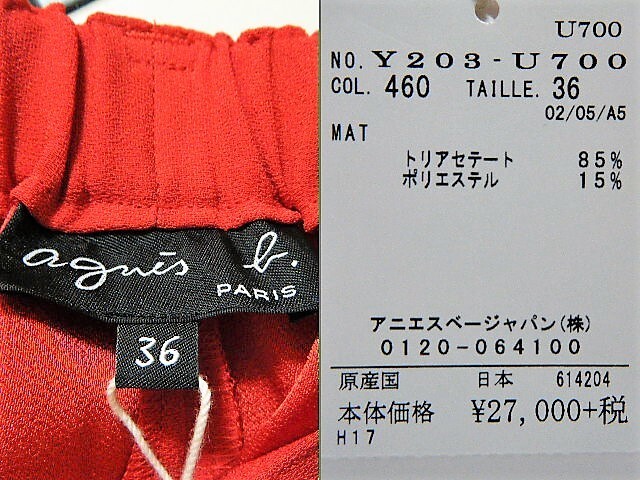 agnès b.
PARIS
36
U700
NO. Y203-U700
COL. 460 TAILLE. 36
02/05/A5
MAT
トリアセテート 85%
ポリエステル 15%
アニエスベージャパン(株)
0120-064100
原産国 日本 614204
本体価格 ¥27,000+税
H17